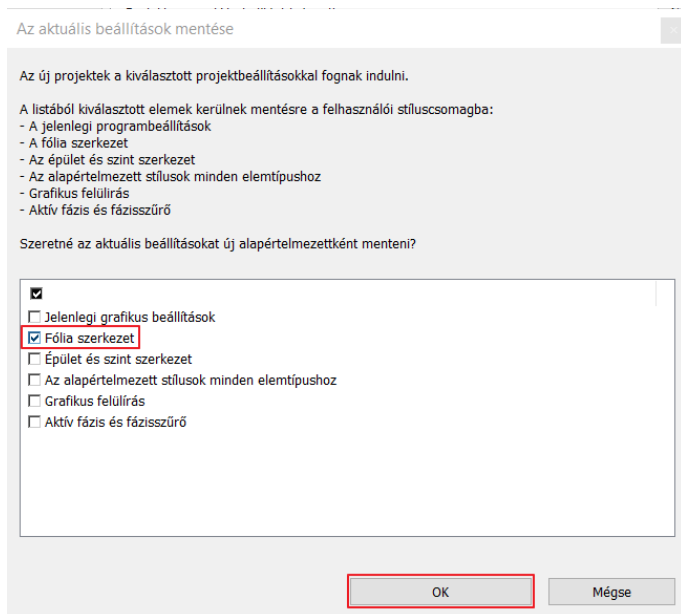 Az aktuális beállítások mentése
Az új projektek a kiválasztott projektbeállításokkal fognak indulni.
A listából kiválasztott elemek kerülnek mentésre a felhasználói stíluscsomagba:
- A jelenlegi programbeállítások
- A fólia szerkezet
- Az épület és szint szerkezet
- Az alapértelmezett stílusok minden elemtípushoz
- Grafikus felülirás
- Aktív fázis és fázisszűrő
Szeretné az aktuális beállításokat új alapértelmezettként menteni?
Jelenlegi grafikus beállítások
Fólia szerkezet
Épület és szint szerkezet
Az alapértelmezett stílusok minden elemtípushoz
Grafikus felülírás
Aktív fázis és fázisszűrő
OK
Mégse